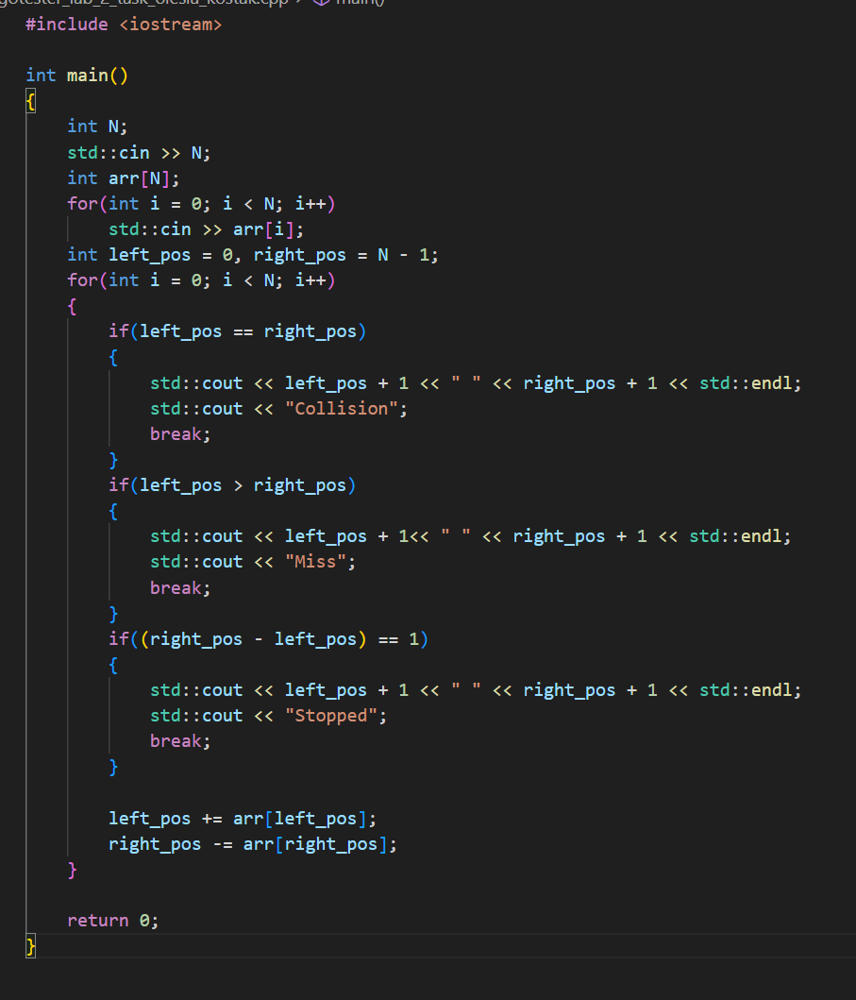 gotester_lab_2_task_olesia_kostak.cpp > main()
#include <iostream>
int main()
{
    int N;
    std::cin >> N;
    int arr[N];
    for(int i = 0; i < N; i++)
        std::cin >> arr[i];
    int left_pos = 0, right_pos = N - 1;
    for(int i = 0; i < N; i++)
    {
        if(left_pos == right_pos)
        {
            std::cout << left_pos + 1 << " " << right_pos + 1 << std::endl;
            std::cout << "Collision";
            break;
        }
        if(left_pos > right_pos)
        {
            std::cout << left_pos + 1<< " " << right_pos + 1 << std::endl;
            std::cout << "Miss";
            break;
        }
        if((right_pos - left_pos) == 1)
        {
            std::cout << left_pos + 1 << " " << right_pos + 1 << std::endl;
            std::cout << "Stopped";
            break;
        }
        left_pos += arr[left_pos];
        right_pos -= arr[right_pos];
    }
    return 0;
}